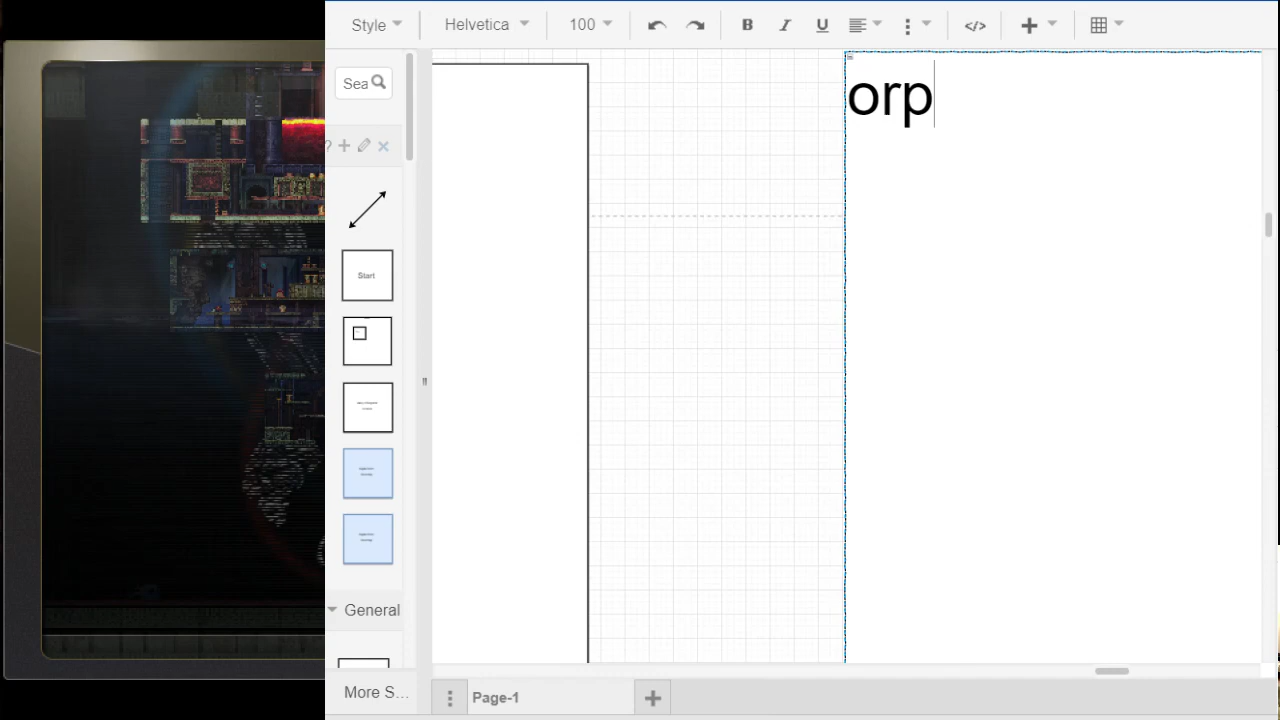 Style
Helvetica
100
B I U
</>
Sea
orp
?
Start
General
More S...
Page-1